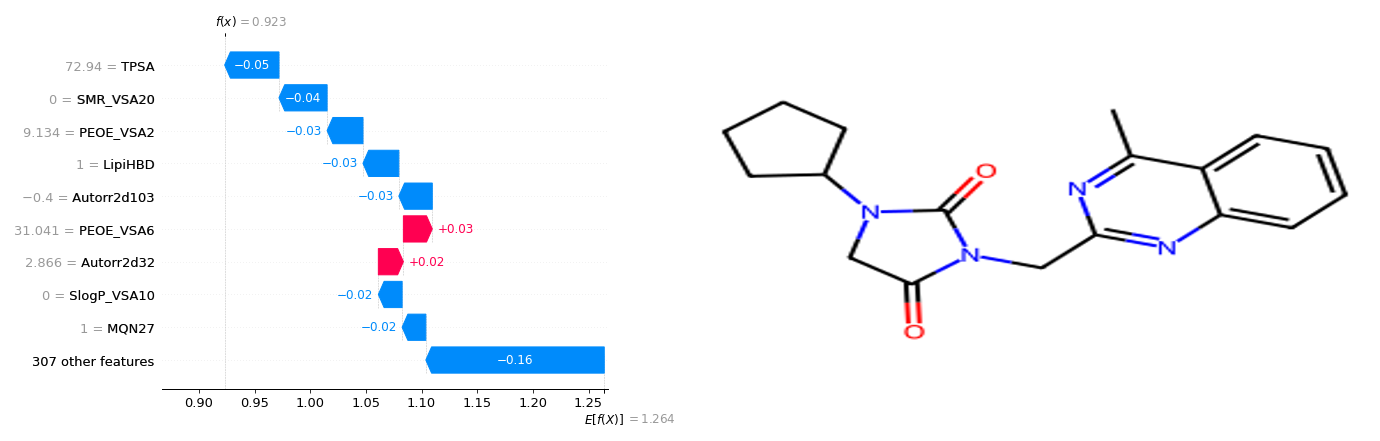 f(x) = 0.923
72.94 = TPSA −0.05
0 = SMR_VSA20 −0.04
9.134 = PEOE_VSA2 −0.03
1 = LipiHBD −0.03
−0.4 = Autorr2d103 −0.03
31.041 = PEOE_VSA6 +0.03
2.866 = Autorr2d32 +0.02
0 = SlogP_VSA10 −0.02
1 = MQN27 −0.02
307 other features −0.16
0.90 0.95 1.00 1.05 1.10 1.15 1.20 1.25
E[f(X)] = 1.264
O
N
N
N
N
O